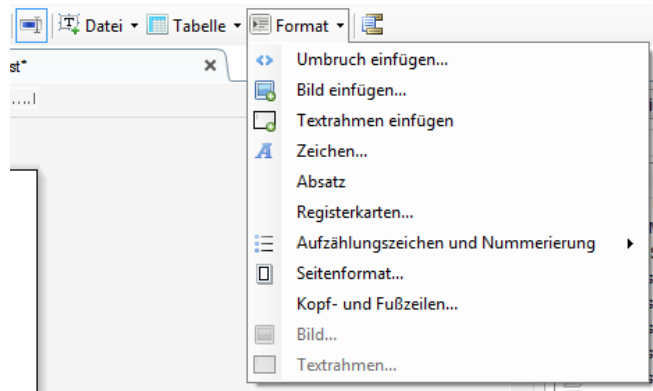 Datei Tabelle Format
st*
Umbruch einfügen...
Bild einfügen...
Textrahmen einfügen
Zeichen...
Absatz
Registerkarten...
Aufzählungszeichen und Nummerierung
Seitenformat...
Kopf- und Fußzeilen...
Bild...
Textrahmen...